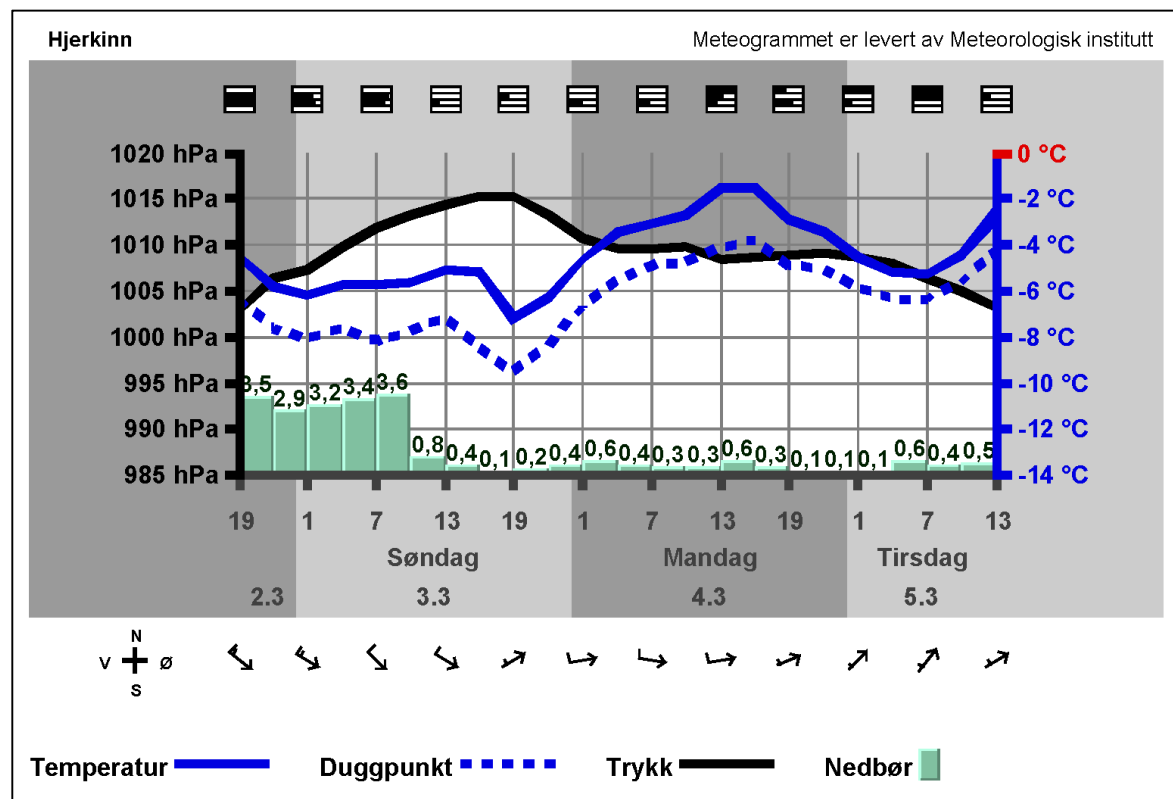 Hjerkinn
Meteogrammet er levert av Meteorologisk institutt
1020 hPa
1015 hPa
1010 hPa
1005 hPa
1000 hPa
995 hPa
990 hPa
985 hPa
0 °C
-2 °C
-4 °C
-6 °C
-8 °C
-10 °C
-12 °C
-14 °C
3,5 2,9 3,2 3,4 3,6 0,8 0,4 0,1 0,2 0,4 0,6 0,4 0,3 0,3 0,6 0,3 0,1 0,1 0,1 0,6 0,4 0,5
19 1 7 13 19 1 7 13 19 1 7 13
Søndag Mandag Tirsdag
2.3 3.3 4.3 5.3
N
V Ø
S
Temperatur Duggpunkt Trykk Nedbør